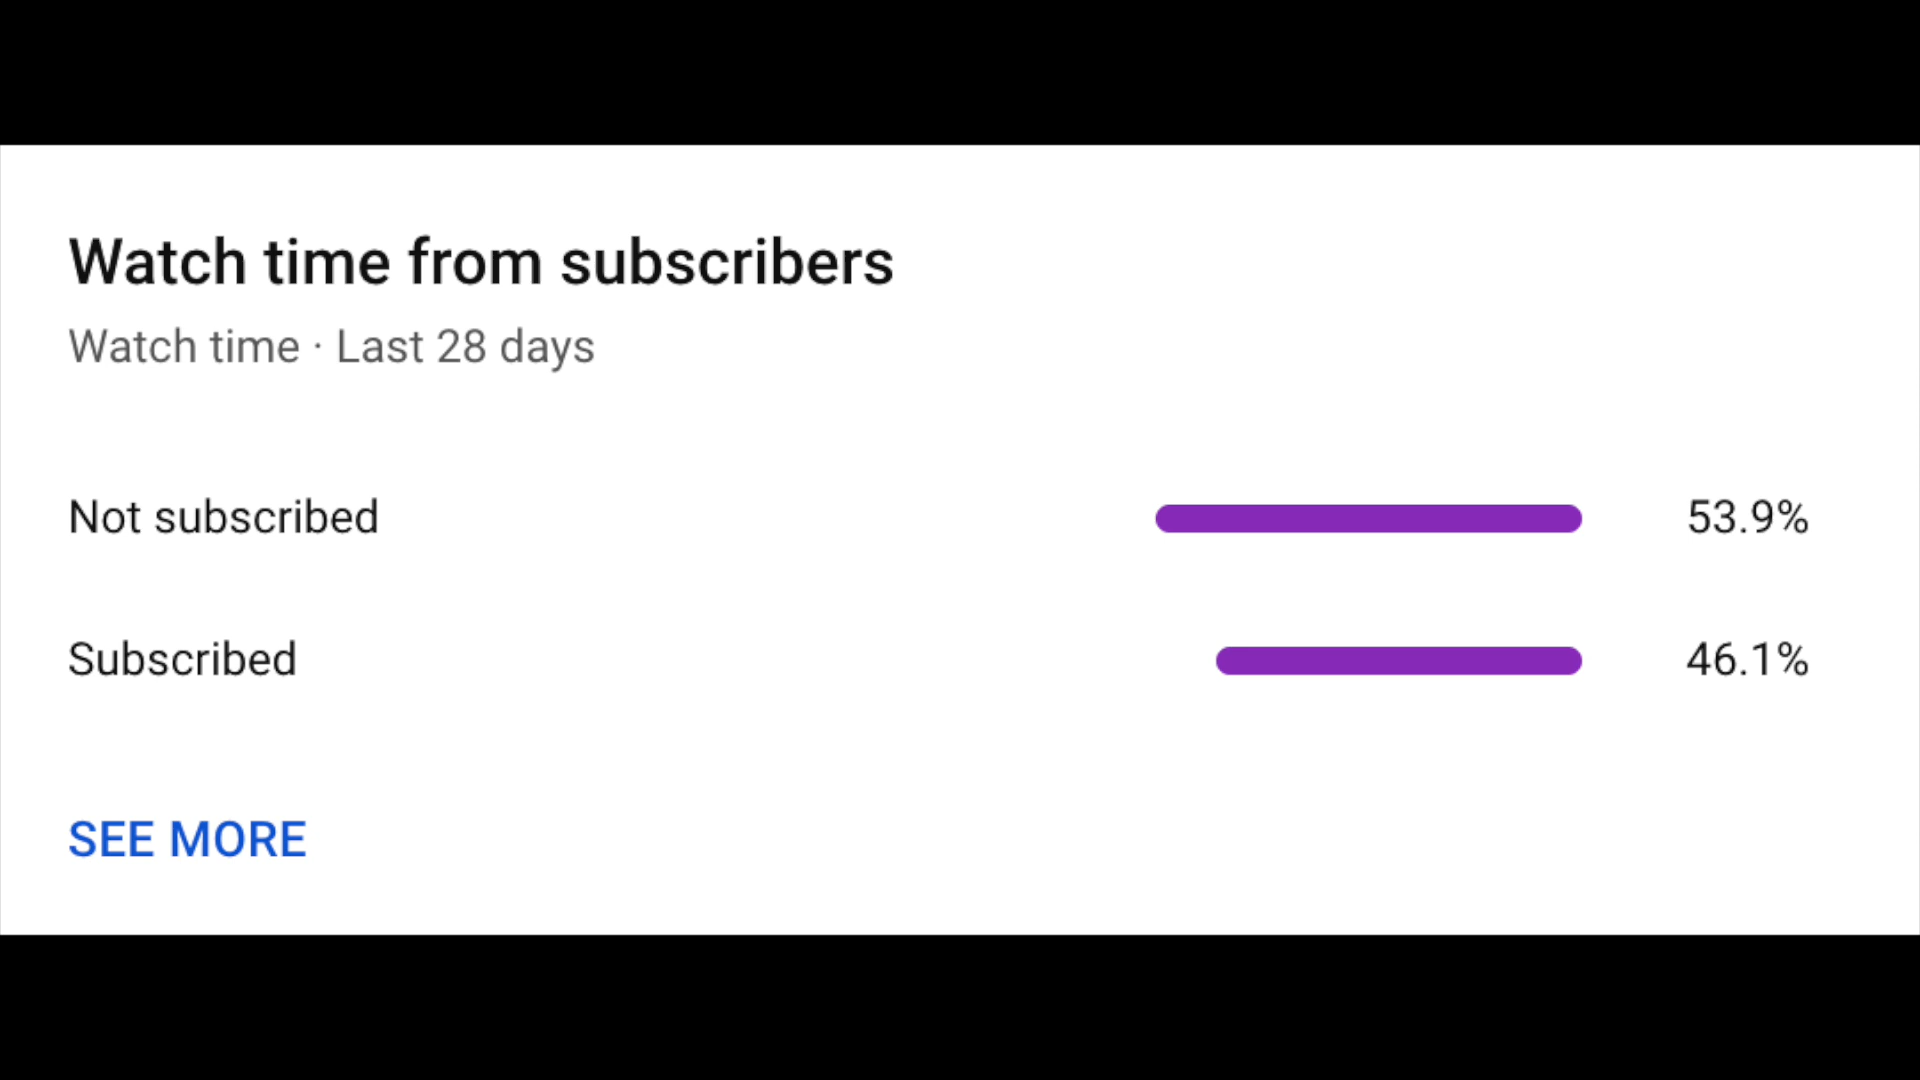 Watch time from subscribers
Watch time · Last 28 days
Not subscribed 53.9%
Subscribed 46.1%
SEE MORE